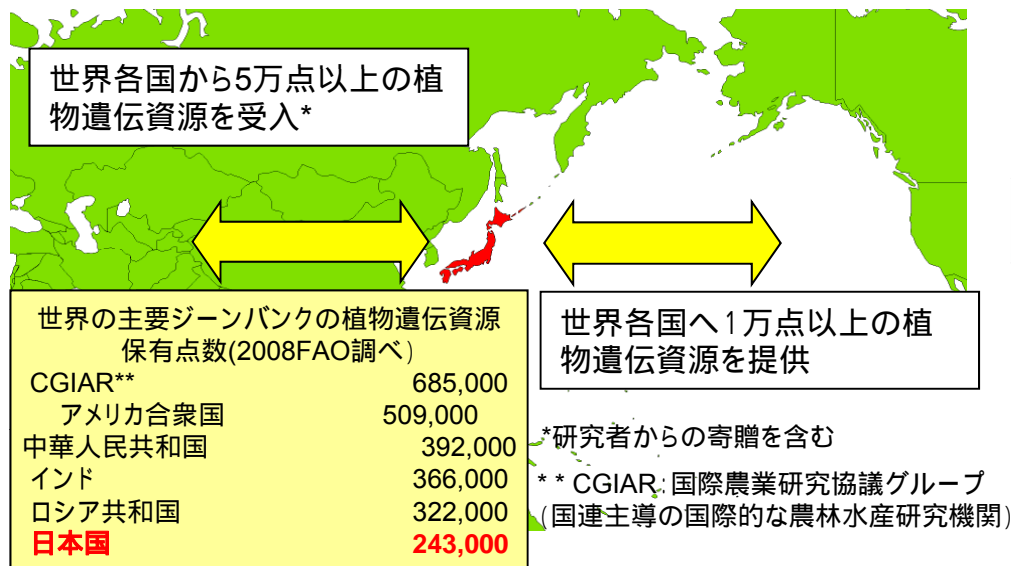 世界各国から5万点以上の植
物遺伝資源を受入*
世界の主要ジーンバンクの植物遺伝資源
保有点数(2008FAO調べ)
CGIAR** 685,000
アメリカ合衆国 509,000
中華人民共和国 392,000
インド 366,000
ロシア共和国 322,000
日本国 243,000
世界各国へ1万点以上の植
物遺伝資源を提供
*研究者からの寄贈を含む
**CGIAR:国際農業研究協議グループ
(国連主導の国際的な農林水産研究機関)